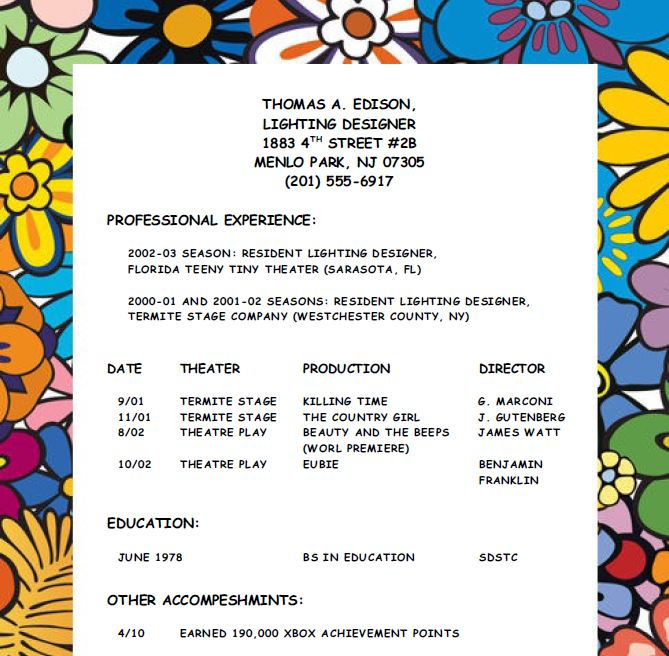 THOMAS A. EDISON,
LIGHTING DESIGNER
1883 4TH STREET #2B
MENLO PARK, NJ 07305
(201) 555-6917
PROFESSIONAL EXPERIENCE:
2002-03 SEASON: RESIDENT LIGHTING DESIGNER,
FLORIDA TEENY TINY THEATER (SARASOTA, FL)
2000-01 AND 2001-02 SEASONS: RESIDENT LIGHTING DESIGNER,
TERMITE STAGE COMPANY (WESTCHESTER COUNTY, NY)
DATE THEATER PRODUCTION DIRECTOR
9/01 TERMITE STAGE KILLING TIME G. MARCONI
11/01 TERMITE STAGE THE COUNTRY GIRL J. GUTENBERG
8/02 THEATRE PLAY BEAUTY AND THE BEEPS JAMES WATT
(WORL PREMIERE)
10/02 THEATRE PLAY EUBIE BENJAMIN
FRANKLIN
EDUCATION:
JUNE 1978 BS IN EDUCATION SDSTC
OTHER ACCOMPESHMINTS:
4/10 EARNED 190,000 XBOX ACHIEVEMENT POINTS